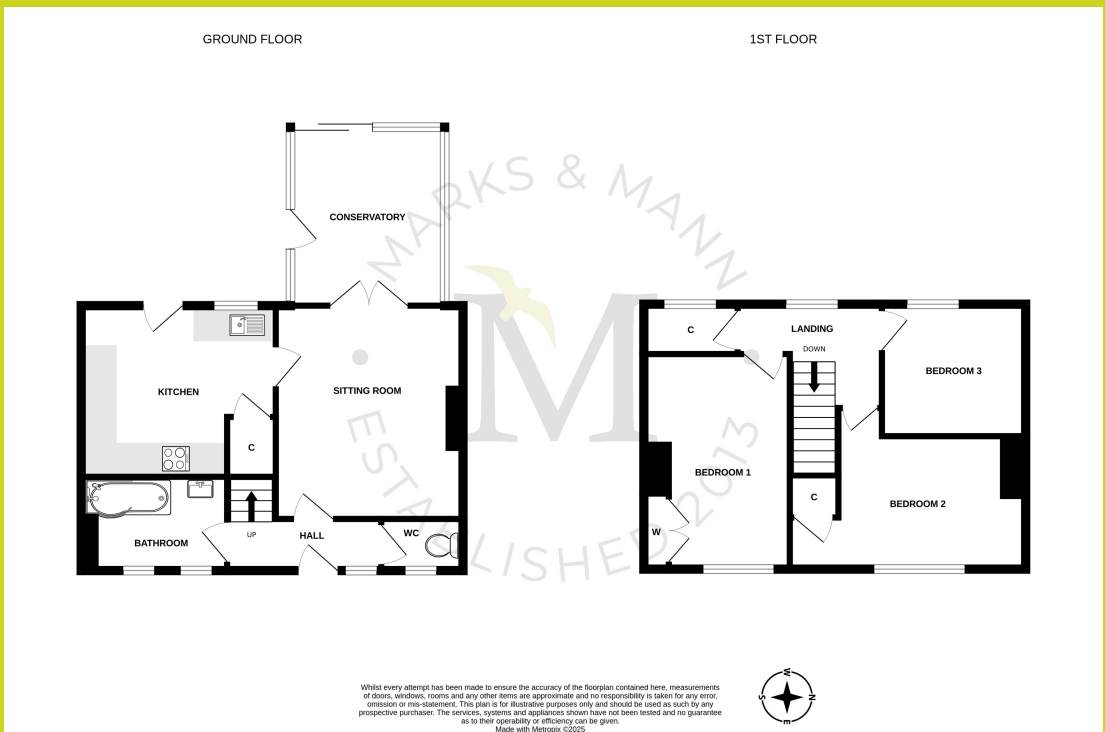 GROUND FLOOR
1ST FLOOR
CONSERVATORY
KITCHEN
SITTING ROOM
C
BATHROOM
UP
HALL
WC
C
LANDING
DOWN
BEDROOM 3
BEDROOM 1
C
BEDROOM 2
W
MARKS & MANN
M
ESTABLISHED 2013
Whilst every attempt has been made to ensure the accuracy of the floorplan contained here, measurements
of doors, windows, rooms and any other items are approximate and no responsibility is taken for any error,
omission or mis-statement. This plan is for illustrative purposes only and should be used as such by any
prospective purchaser. The services, systems and appliances shown have not been tested and no guarantee
as to their operability or efficiency can be given.
Made with Metropix ©2025
W
S
N
E